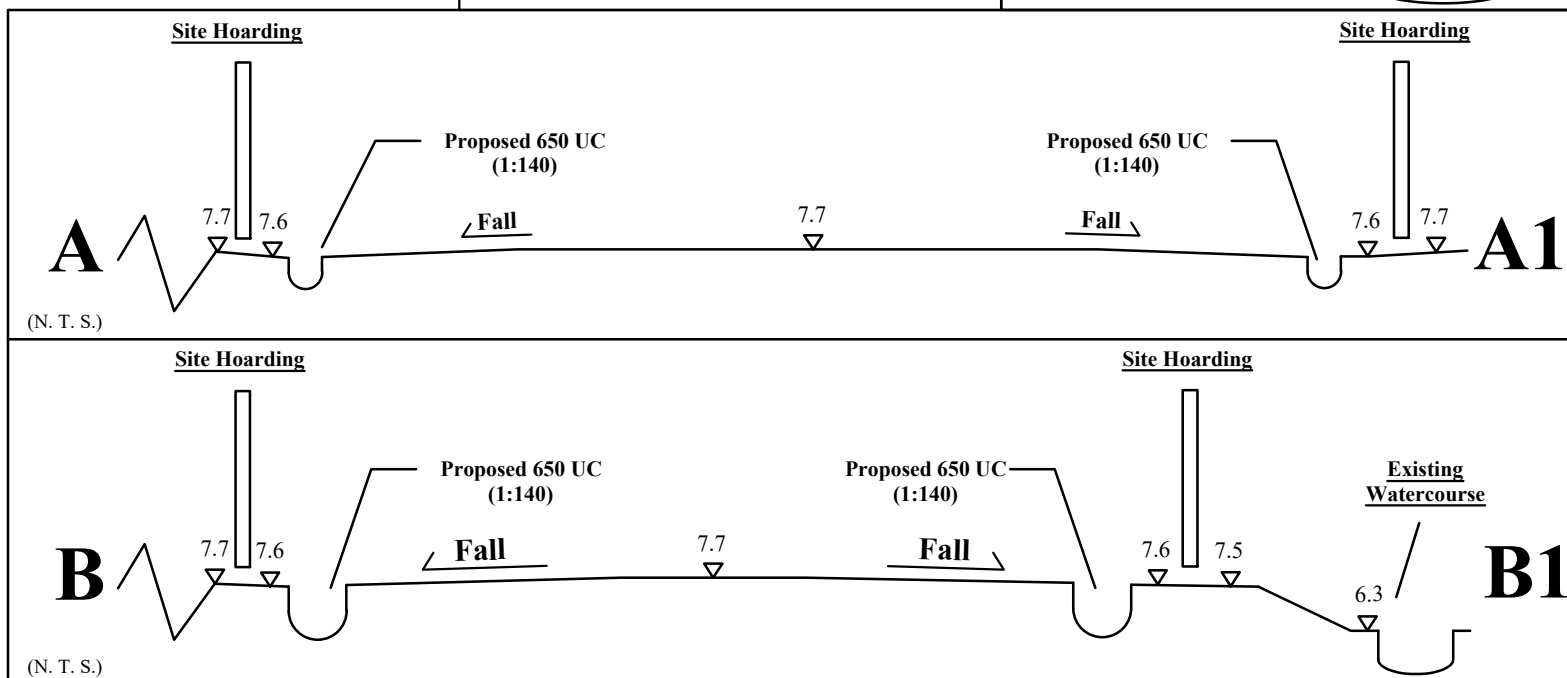 Site Hoarding
Site Hoarding
Proposed 650 UC
(1:140)
Proposed 650 UC
(1:140)
7.7
7.6
Fall
7.7
Fall
7.6
7.7
A
A1
(N. T. S.)
Site Hoarding
Site Hoarding
Proposed 650 UC
(1:140)
Proposed 650 UC
(1:140)
Existing
Watercourse
7.7
7.6
Fall
7.7
Fall
7.6
7.5
6.3
B
B1
(N. T. S.)